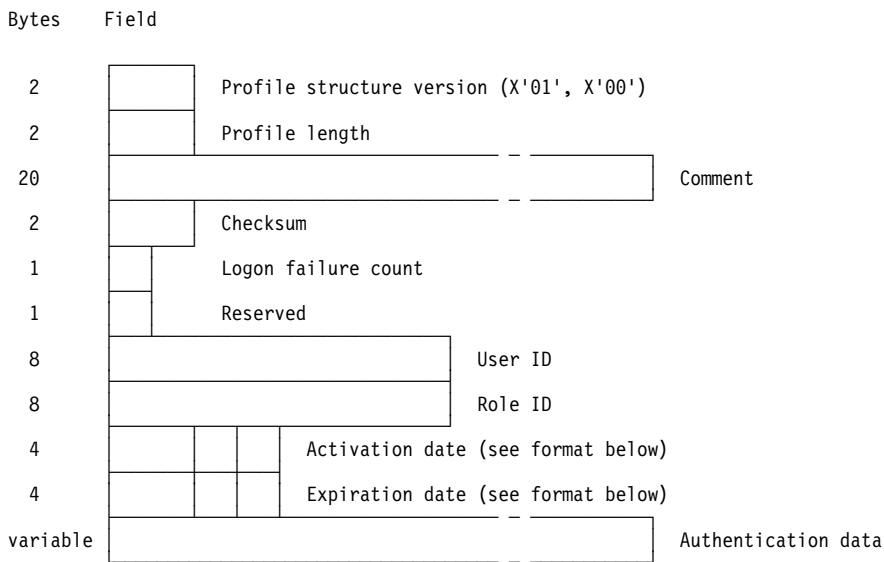 Bytes Field
2 Profile structure version (X'01', X'00')
2 Profile length
20 Comment
2 Checksum
1 Logon failure count
1 Reserved
8 User ID
8 Role ID
4 Activation date (see format below)
4 Expiration date (see format below)
variable Authentication data